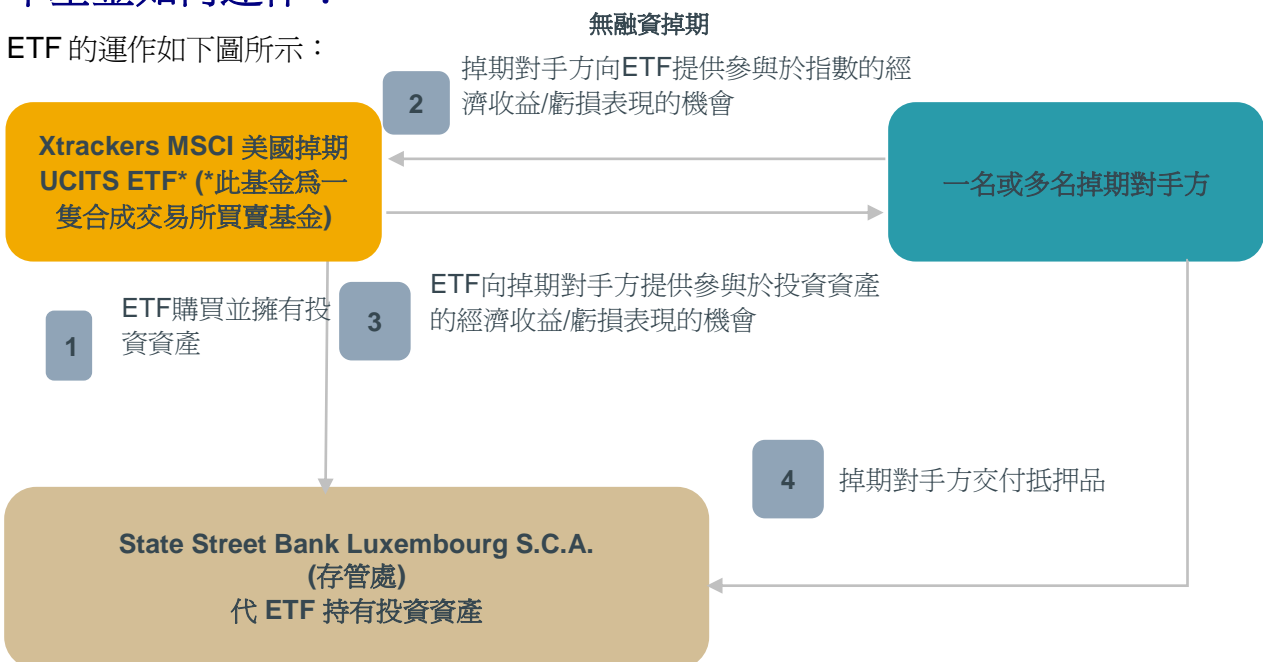 本基金如何運作？
ETF 的運作如下圖所示：
無融資掉期
2
掉期對手方向ETF提供參與於指數的經
濟收益/虧損表現的機會
Xtrackers MSCI 美國掉期
UCITS ETF* (*此基金爲一
隻合成交易所買賣基金)
一名或多名掉期對手方
1
ETF購買並擁有投
資資產
3
ETF向掉期對手方提供參與於投資資產
的經濟收益/虧損表現的機會
4
掉期對手方交付抵押品
State Street Bank Luxembourg S.C.A.
(存管處)
代 ETF 持有投資資產